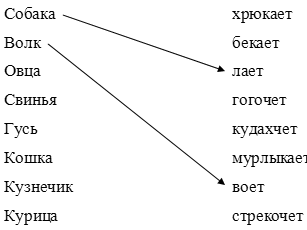 Собака хрюкает
Волк бекает
Овца лает
Свинья гогочет
Гусь кудахчет
Кошка мурлыкает
Кузнечик воет
Курица стрекочет